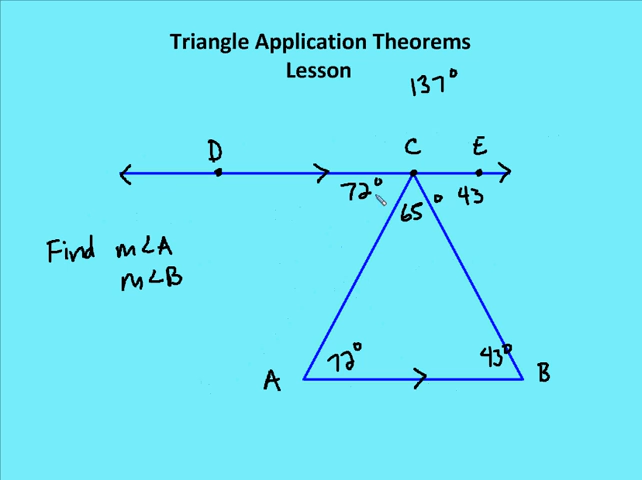 Triangle Application Theorems
Lesson
137°
D
C
E
72°
65°
43
Find m∠A
m∠B
72°
43°
A
B